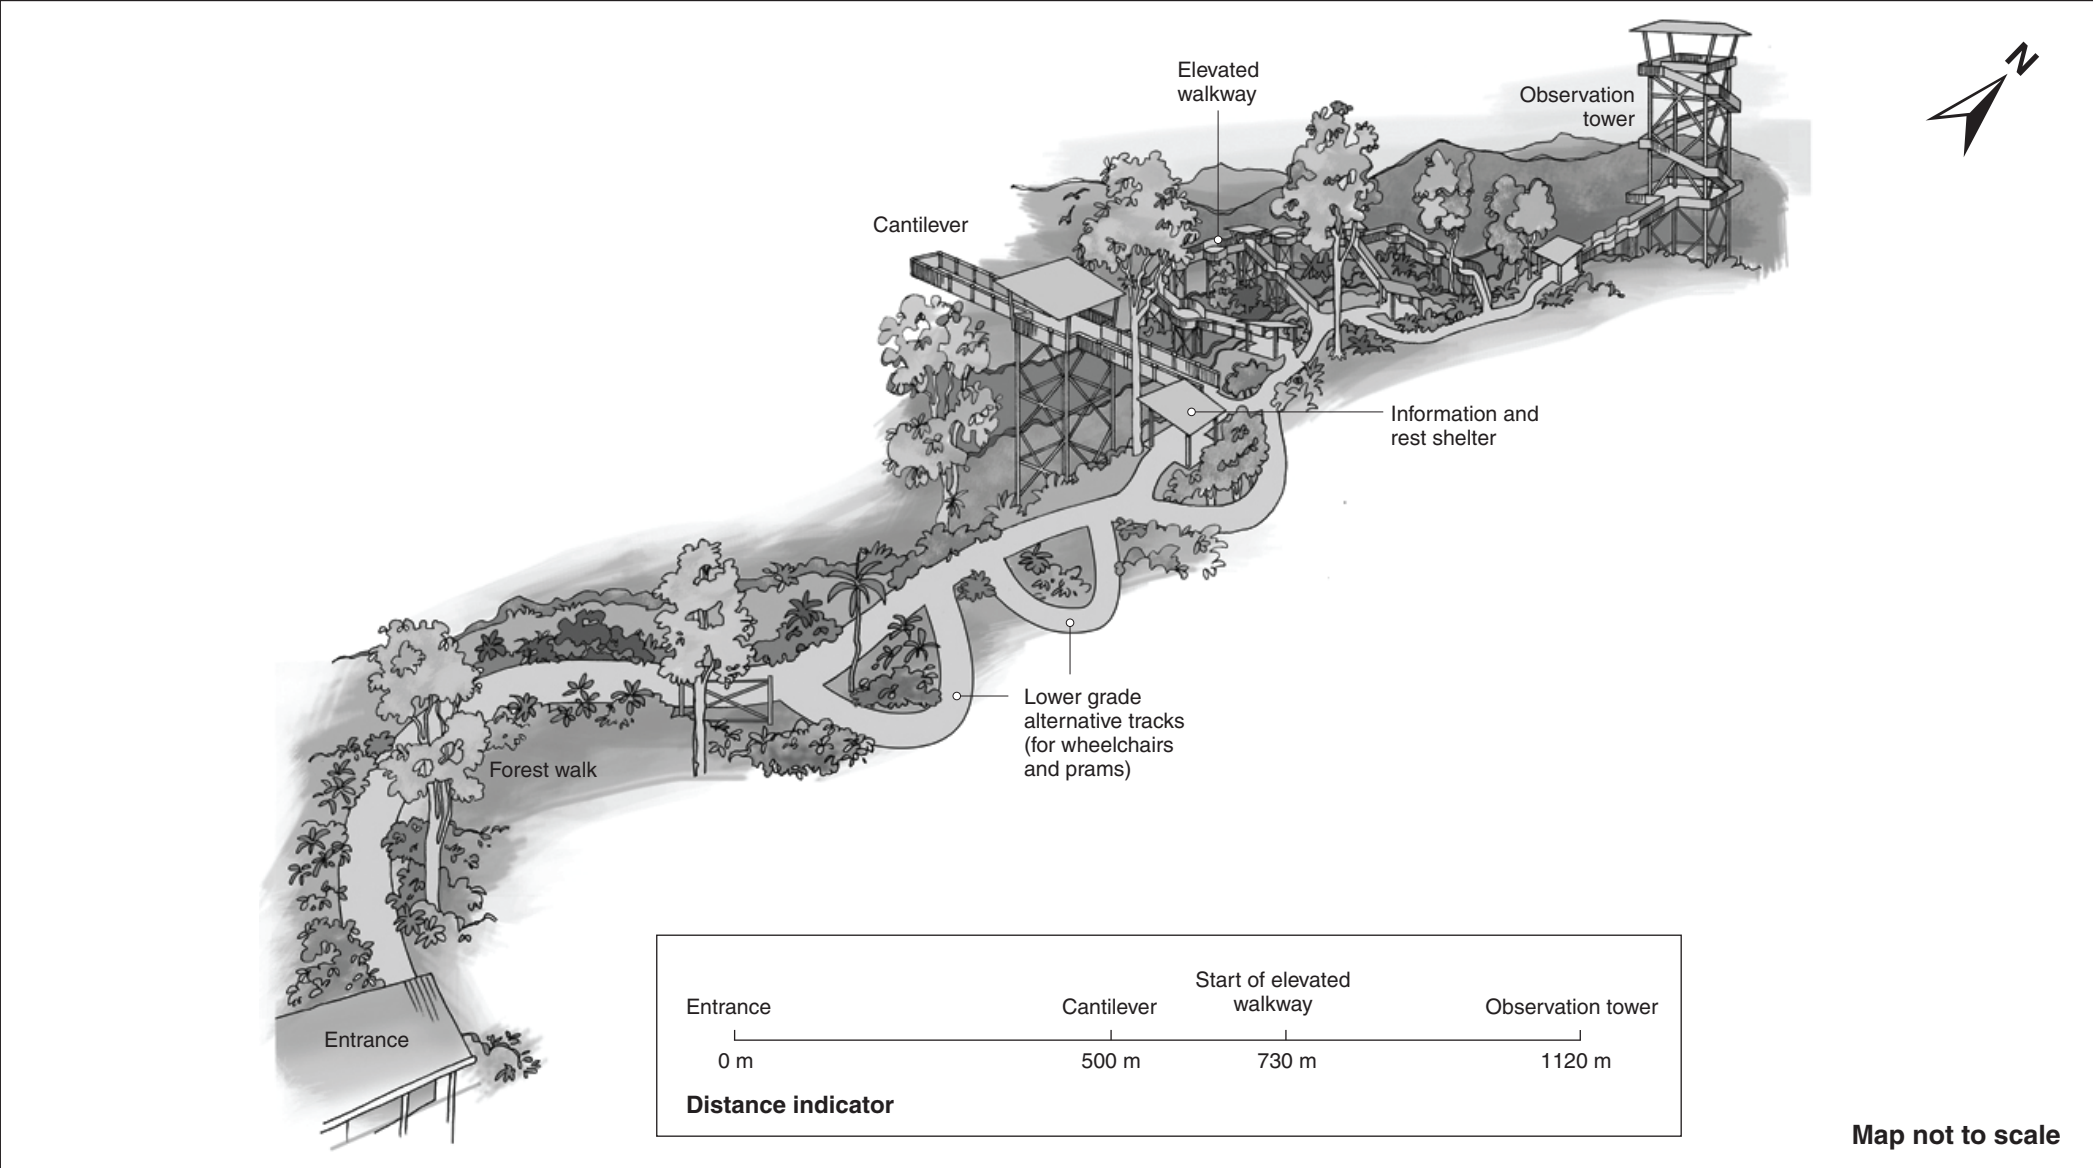 N
Elevated
walkway
Observation
tower
Cantilever
Information and
rest shelter
Lower grade
alternative tracks
(for wheelchairs
and prams)
Forest walk
Entrance
Entrance
Cantilever
Start of elevated
walkway
Observation tower
0 m
500 m
730 m
1120 m
Distance indicator
Map not to scale